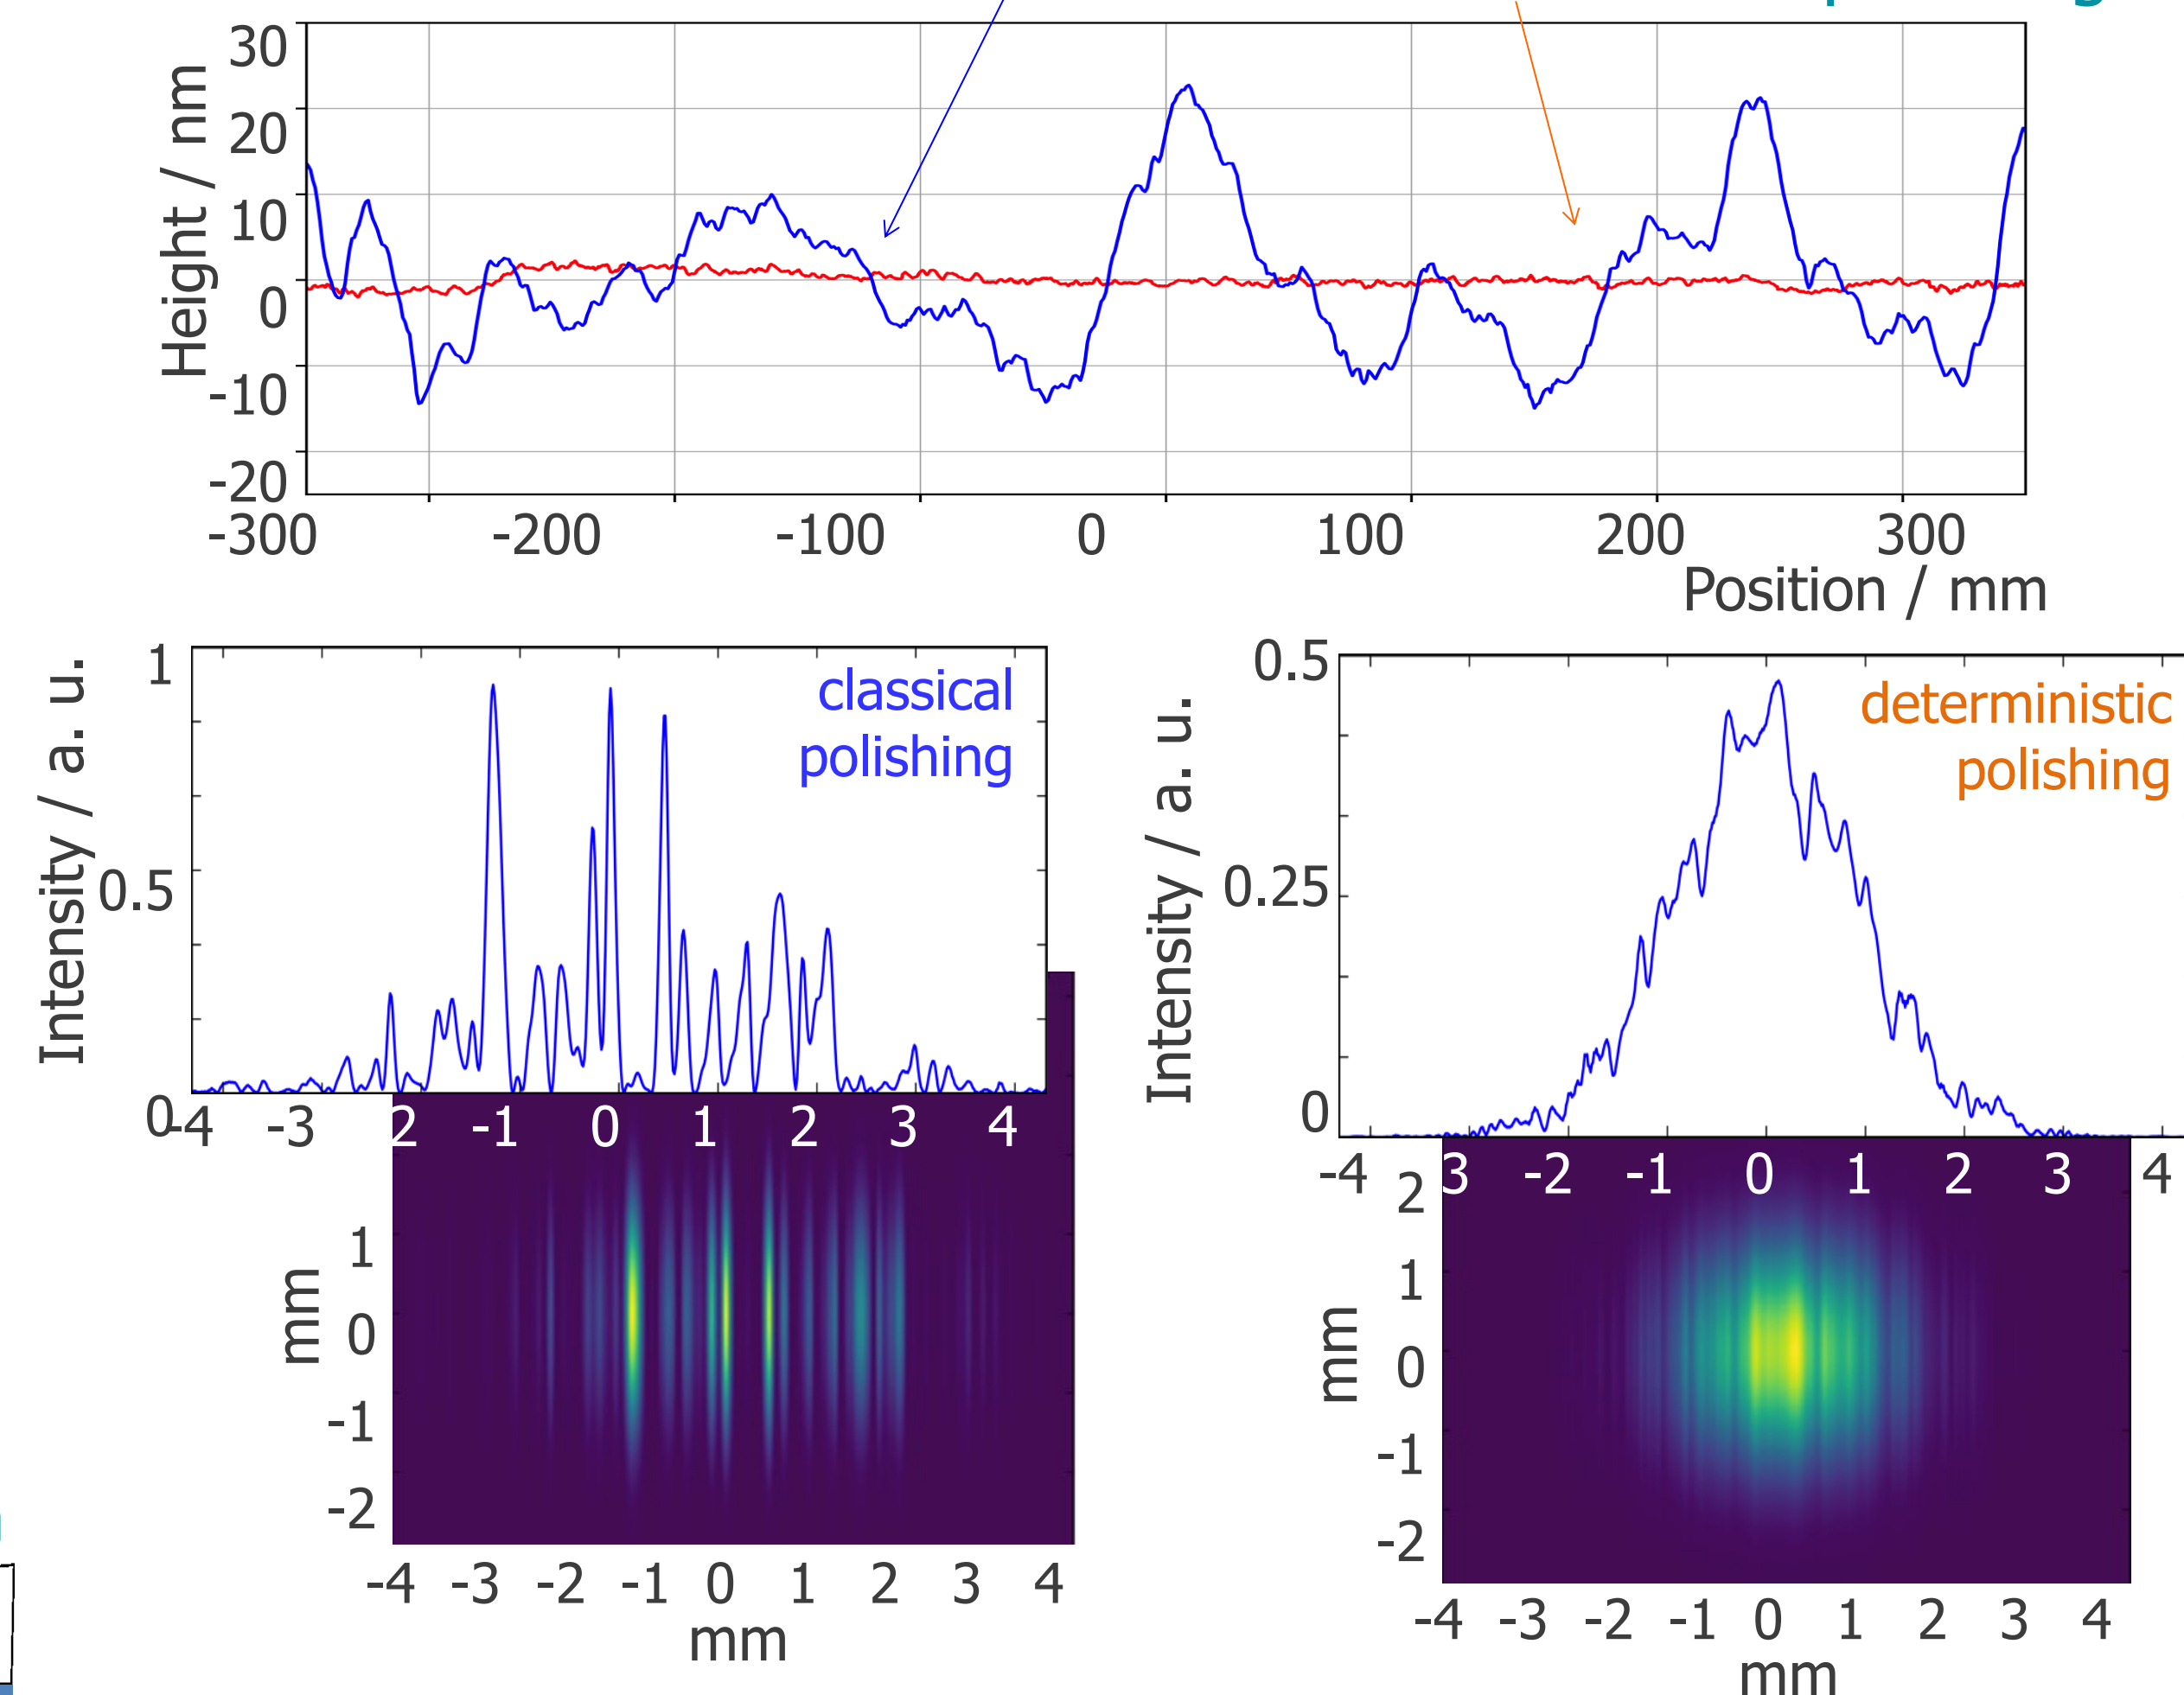 30
20
10
0
-10
-20
Height / nm
-300 -200 -100 0 100 200 300
Position / mm
1
0.5
0
Intensity / a. u.
classical
polishing
-4 -3 2 -1 0 1 2 3 4
1
0
-1
-2
mm
-4 -3 -2 -1 0 1 2 3 4
mm
0.5
0.25
0
Intensity / a. u.
deterministic
polishing
-4 3 -2 -1 0 1 2 3 4
2
1
0
-1
-2
mm
-4 -3 -2 -1 0 1 2 3 4
mm